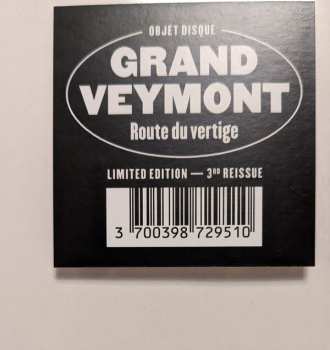 OBJET DISQUE
GRAND
VEYMONT
Route du vertige
LIMITED EDITION — 3RD REISSUE
3 700398 729510